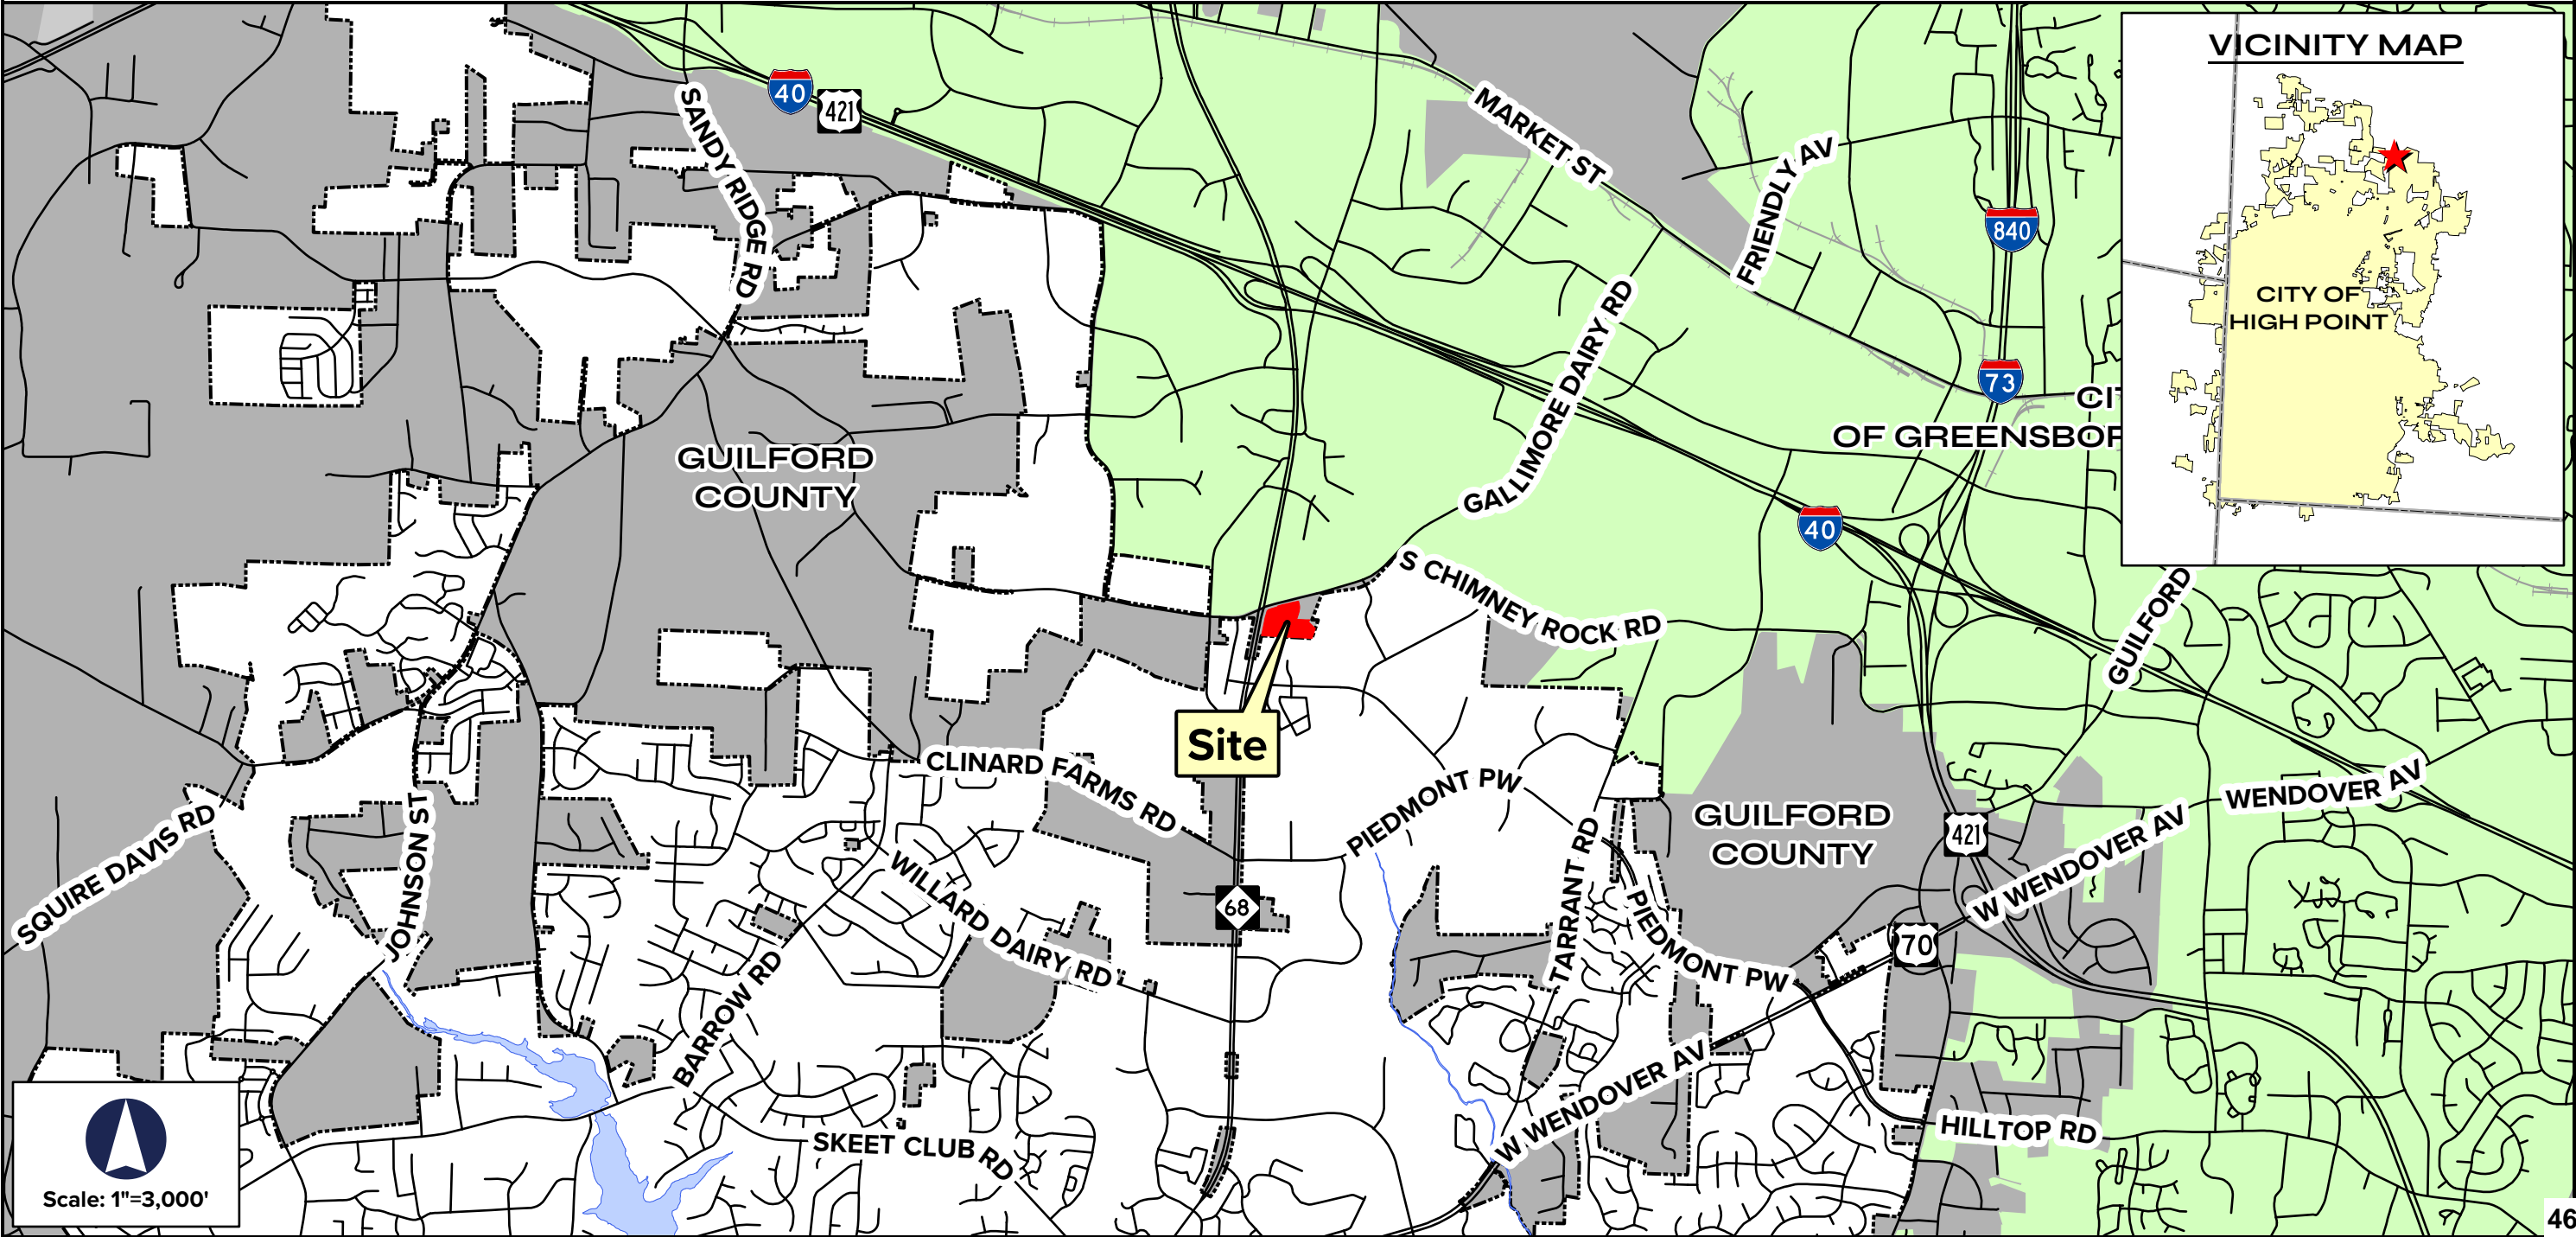 VICINITY MAP
CITY OF
HIGH POINT
40
421
SANDY RIDGE RD
MARKET ST
FRIENDLY AV
840
73
CIT
OF GREENSBOR
GALLIMORE DAIRY RD
GUILFORD
COUNTY
40
S CHIMNEY ROCK RD
GUILFORD
Site
CLINARD FARMS RD
PIEDMONT PW
WENDOVER AV
GUILFORD
COUNTY
421
W WENDOVER AV
SQUIRE DAVIS RD
JOHNSON ST
WILLARD DAIRY RD
68
TARRANT RD
PIEDMONT PW
70
BARROW RD
W WENDOVER AV
SKEET CLUB RD
HILLTOP RD
Scale: 1"=3,000'
46